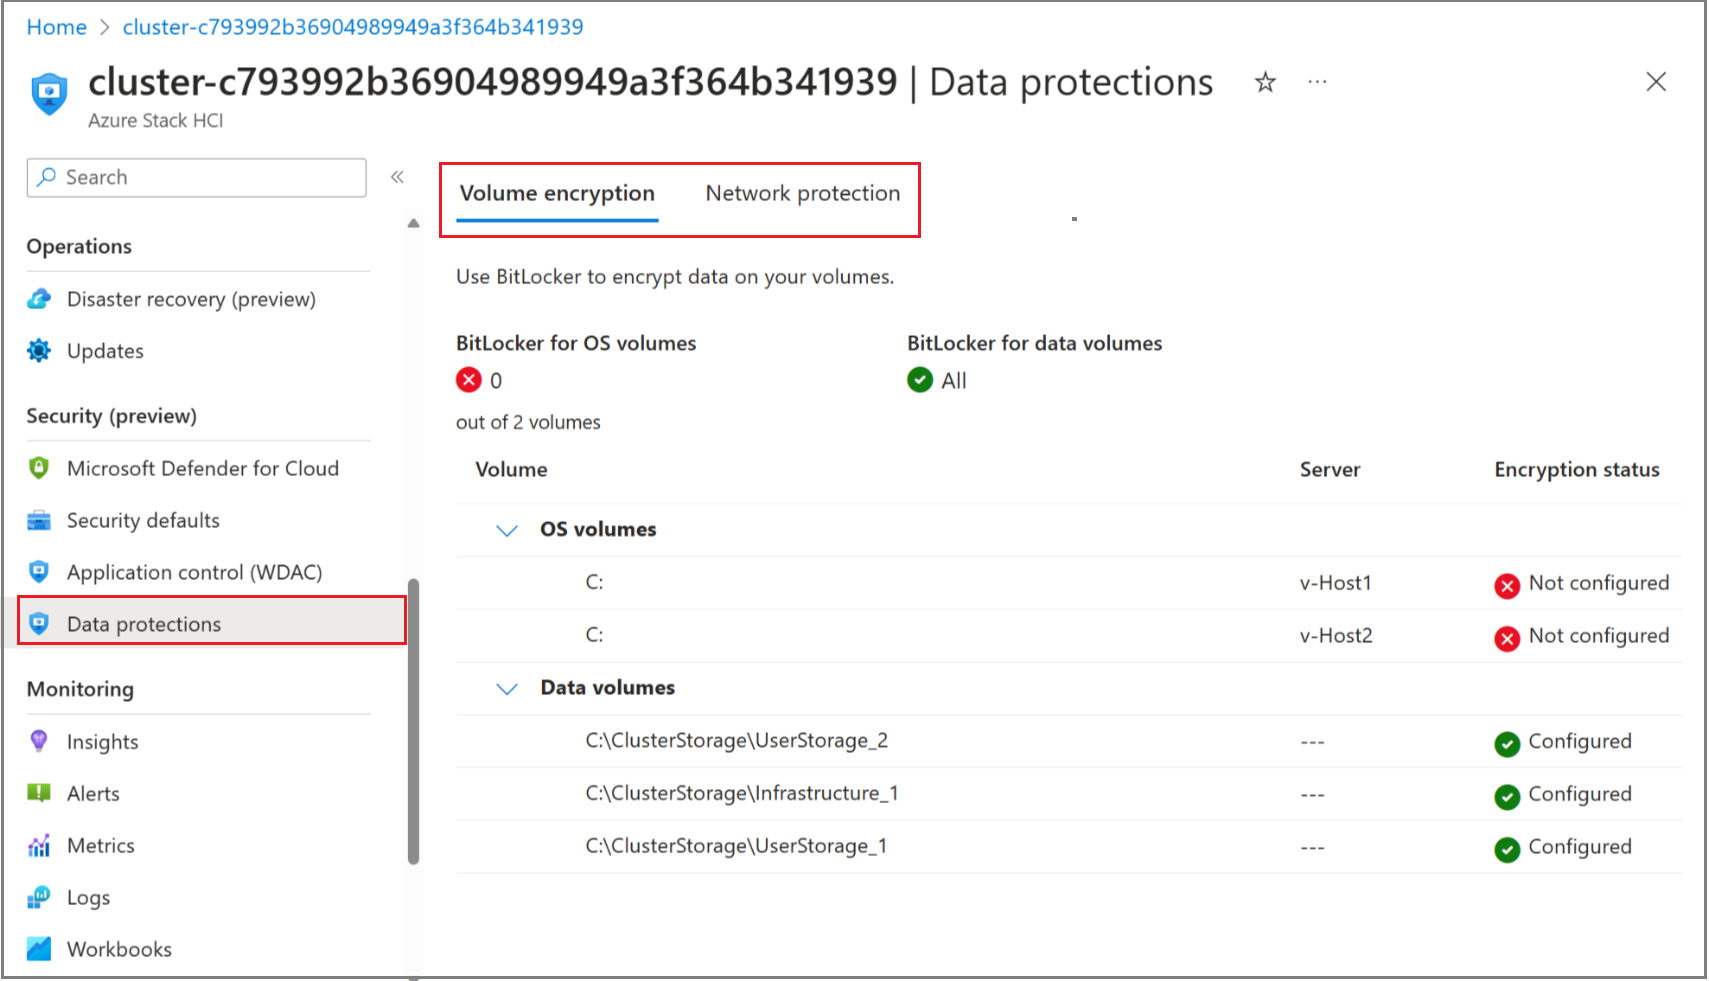 Home > cluster-c793992b36904989949a3f364b341939
cluster-c793992b36904989949a3f364b341939 | Data protections
Azure Stack HCI
Search
Operations
Disaster recovery (preview)
Updates
Security (preview)
Microsoft Defender for Cloud
Security defaults
Application control (WDAC)
Data protections
Monitoring
Insights
Alerts
Metrics
Logs
Workbooks
Volume encryption Network protection
Use BitLocker to encrypt data on your volumes.
BitLocker for OS volumes BitLocker for data volumes
0 All
out of 2 volumes
Volume Server Encryption status
OS volumes
C: v-Host1 Not configured
C: v-Host2 Not configured
Data volumes
C:\ClusterStorage\UserStorage_2 --- Configured
C:\ClusterStorage\Infrastructure_1 --- Configured
C:\ClusterStorage\UserStorage_1 --- Configured